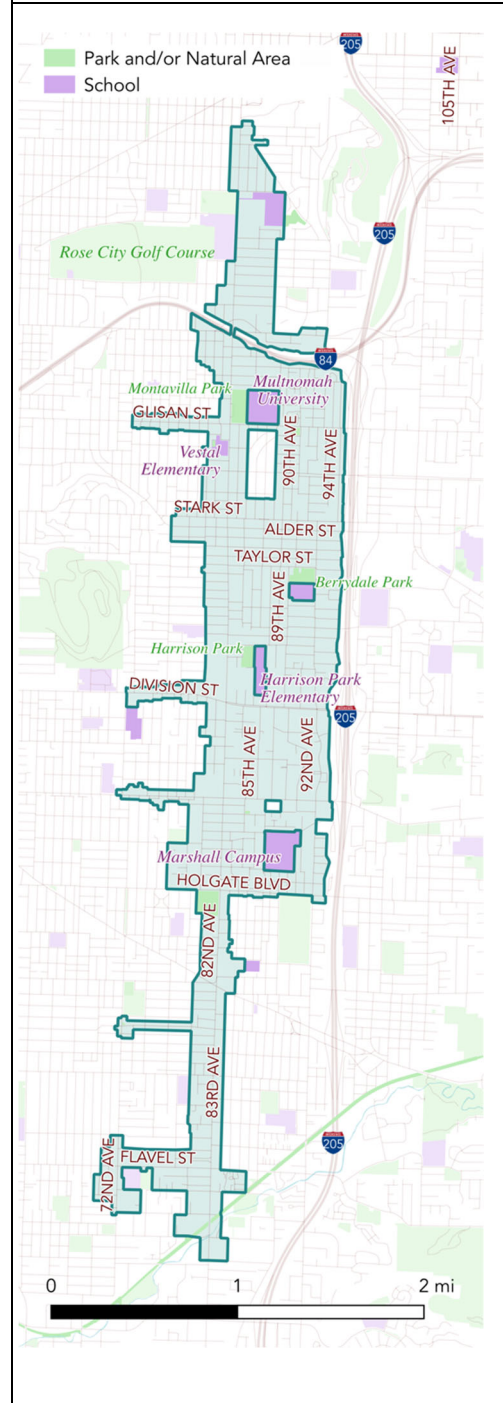 205
Park and/or Natural Area
School
105TH AVE
205
Rose City Golf Course
84
Montavilla Park
Multnomah
University
GLISAN ST
90TH AVE
94TH AVE
Vestal
Elementary
STARK ST
ALDER ST
TAYLOR ST
Berrydale Park
89TH AVE
Harrison Park
Harrison Park
Elementary
DIVISION ST
205
85TH AVE
92ND AVE
Marshall Campus
HOLGATE BLVD
82ND AVE
83RD AVE
205
72ND AVE
FLAVEL ST
0 1 2 mi